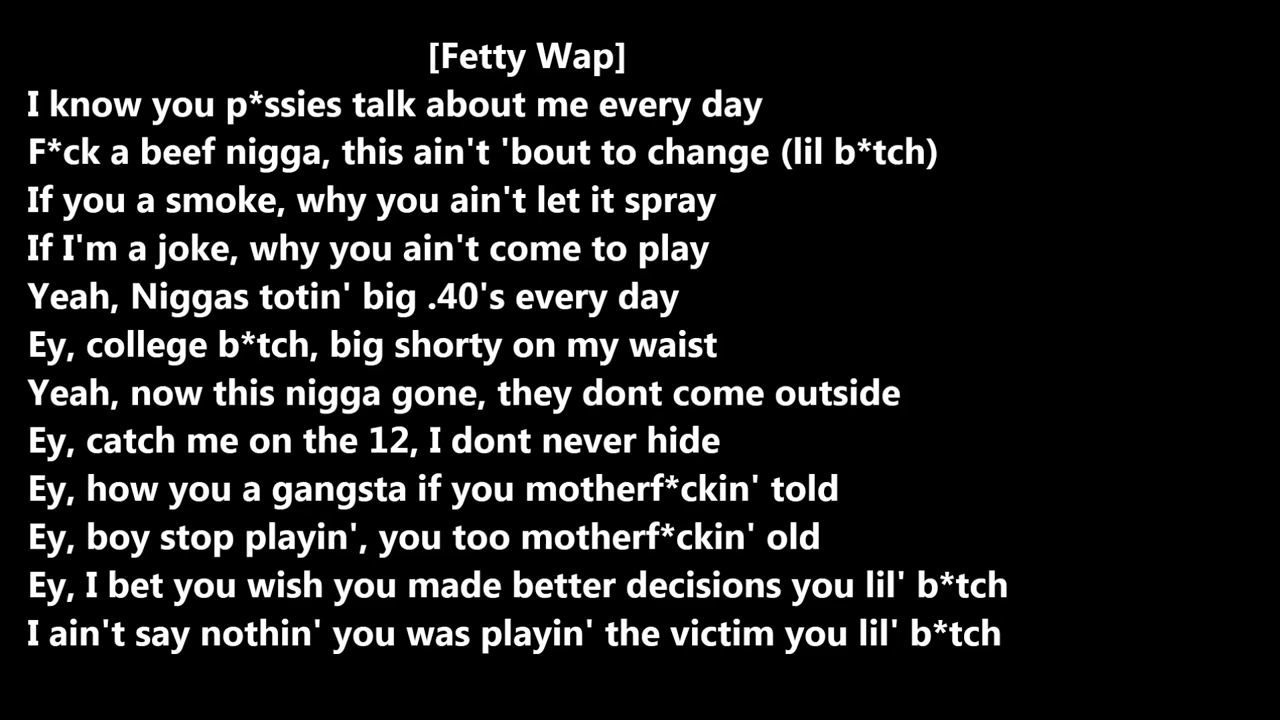 [Fetty Wap]
I know you p*ssies talk about me every day
F*ck a beef nigga, this ain't 'bout to change (lil b*tch)
If you a smoke, why you ain't let it spray
If I'm a joke, why you ain't come to play
Yeah, Niggas totin' big .40's every day
Ey, college b*tch, big shorty on my waist
Yeah, now this nigga gone, they dont come outside
Ey, catch me on the 12, I dont never hide
Ey, how you a gangsta if you motherf*ckin' told
Ey, boy stop playin', you too motherf*ckin' old
Ey, I bet you wish you made better decisions you lil' b*tch
I ain't say nothin' you was playin' the victim you lil' b*tch